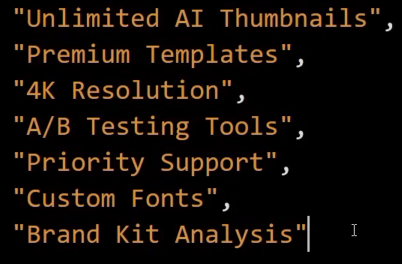 "Unlimited AI Thumbnails",
"Premium Templates",
"4K Resolution",
"A/B Testing Tools",
"Priority Support",
"Custom Fonts",
"Brand Kit Analysis"